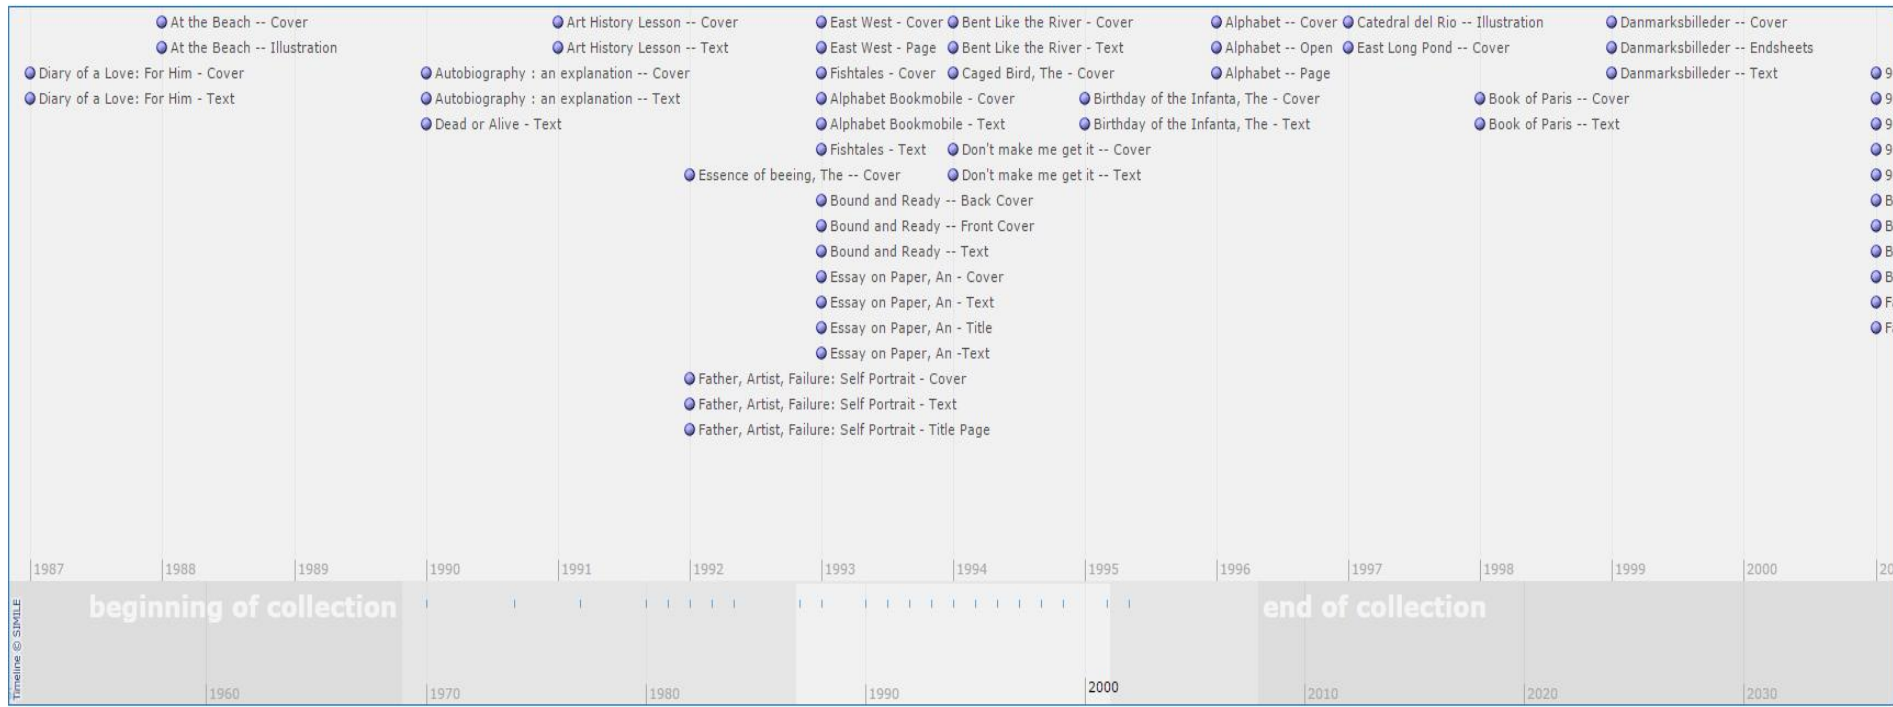 At the Beach -- Cover Art History Lesson -- Cover East West - Cover Bent Like the River - Cover Alphabet -- Cover Catedral del Rio -- Illustration Danmarksbilleder -- Cover
At the Beach -- Illustration Art History Lesson -- Text East West - Page Bent Like the River - Text Alphabet -- Open East Long Pond -- Cover Danmarksbilleder -- Endsheets
Diary of a Love: For Him - Cover Autobiography : an explanation -- Cover Fishtales - Cover Caged Bird, The - Cover Alphabet -- Page Danmarksbilleder -- Text 9
Diary of a Love: For Him - Text Autobiography : an explanation -- Text Alphabet Bookmobile - Cover Birthday of the Infanta, The - Cover Book of Paris -- Cover 9
Dead or Alive - Text Alphabet Bookmobile - Text Birthday of the Infanta, The - Text Book of Paris -- Text 9
Fishtales - Text Don't make me get it -- Cover 9
Essence of beeing, The -- Cover Don't make me get it -- Text 9
Bound and Ready -- Back Cover B
Bound and Ready -- Front Cover B
Bound and Ready -- Text B
Essay on Paper, An - Cover B
Essay on Paper, An - Text F
Essay on Paper, An - Title F
Essay on Paper, An -Text
Father, Artist, Failure: Self Portrait - Cover
Father, Artist, Failure: Self Portrait - Text
Father, Artist, Failure: Self Portrait - Title Page
1987 1988 1989 1990 1991 1992 1993 1994 1995 1996 1997 1998 1999 2000 20
beginning of collection end of collection
Timeline © SIMILE
1960 1970 1980 1990 2000 2010 2020 2030